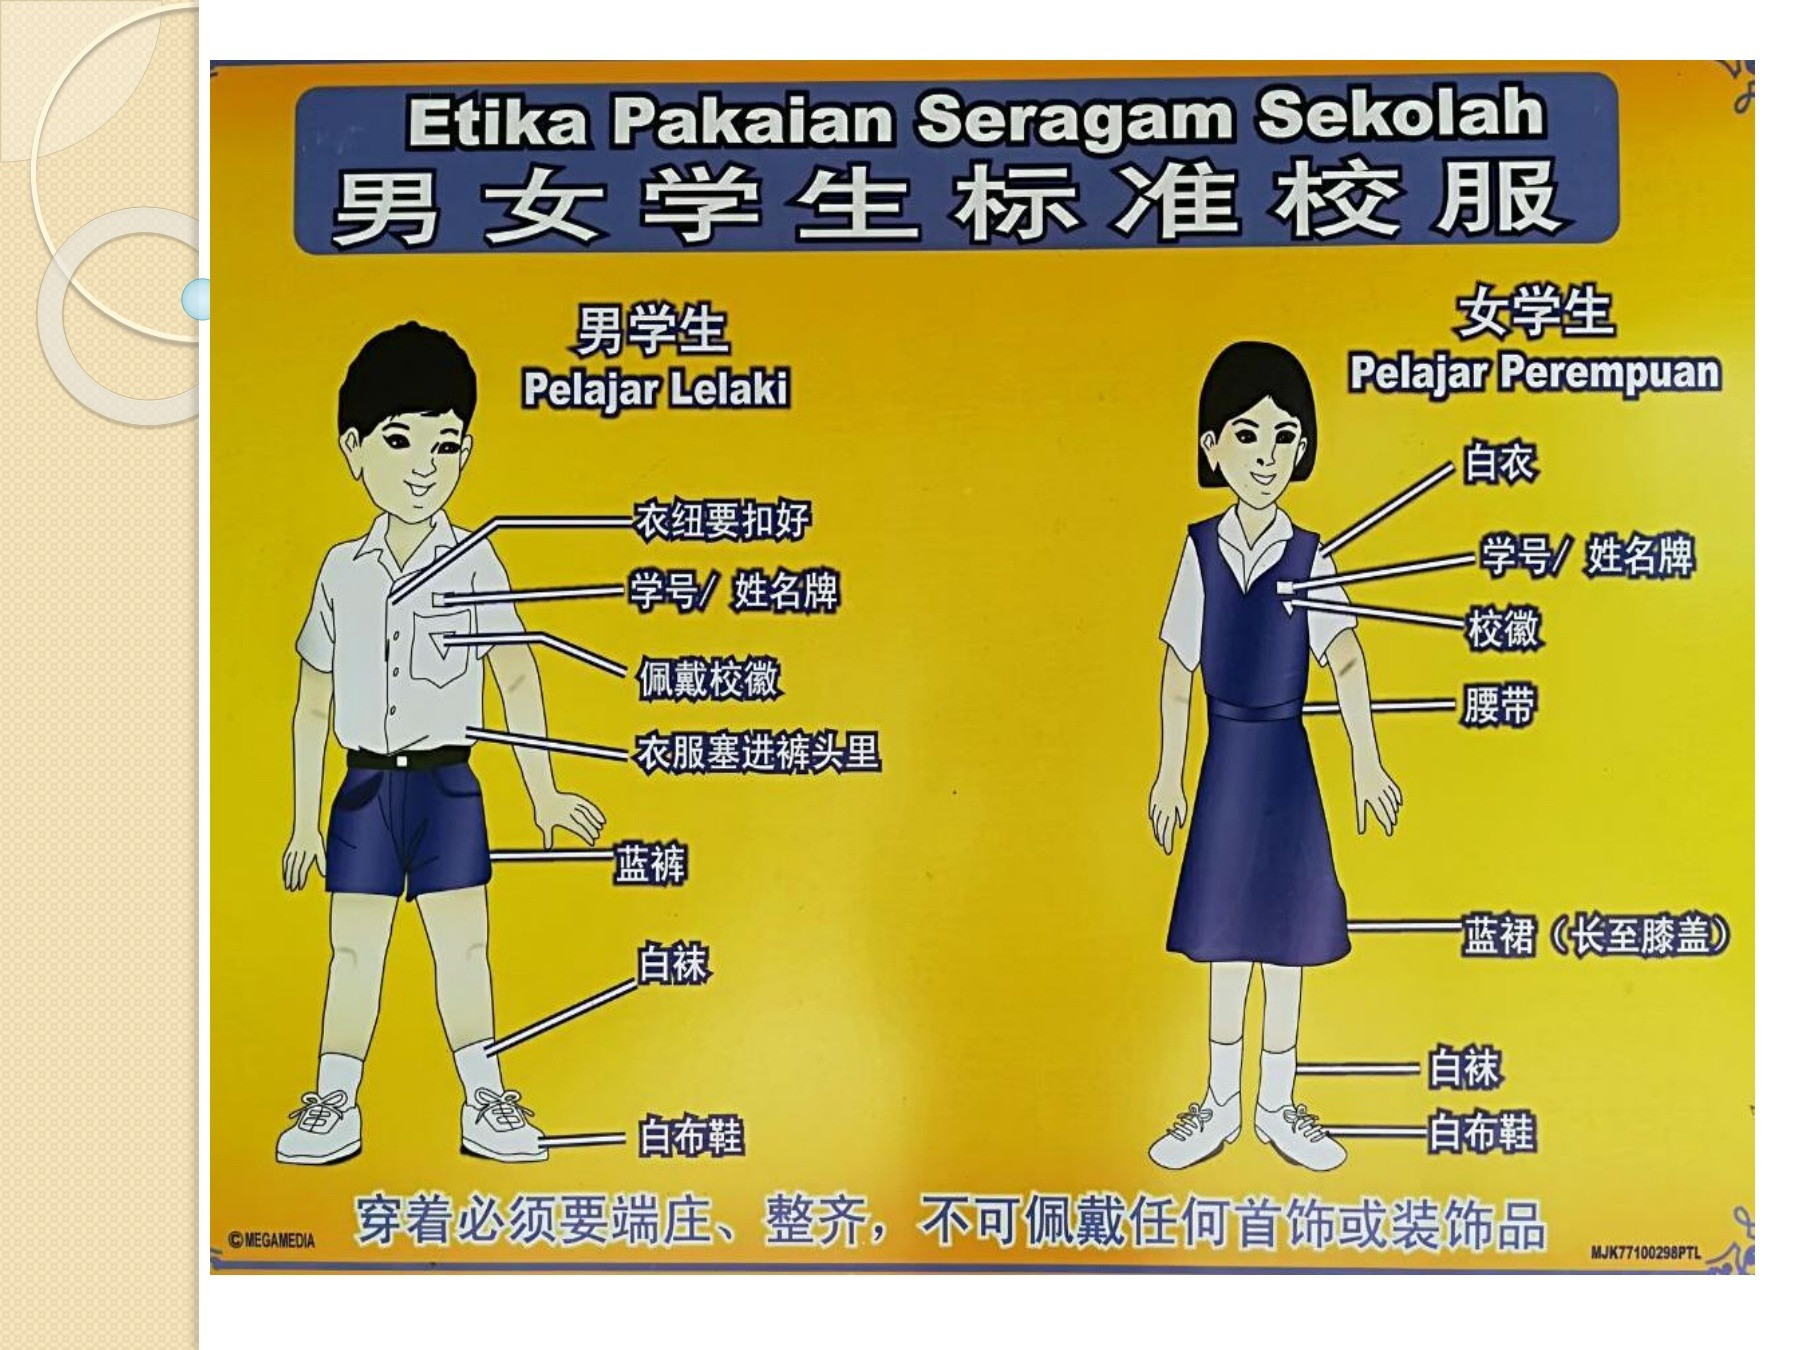 Etika Pakaian Seragam Sekolah
男女学生标准校服
男学生
Pelajar Lelaki
衣纽要扣好
学号/ 姓名牌
佩戴校徽
衣服塞进裤头里
蓝裤
白袜
白布鞋
女学生
Pelajar Perempuan
白衣
学号/ 姓名牌
校徽
腰带
蓝裙（长至膝盖）
白袜
白布鞋
穿着必须要端庄、整齐，不可佩戴任何首饰或装饰品
©MEGAMEDIA
MJK77100298PTL